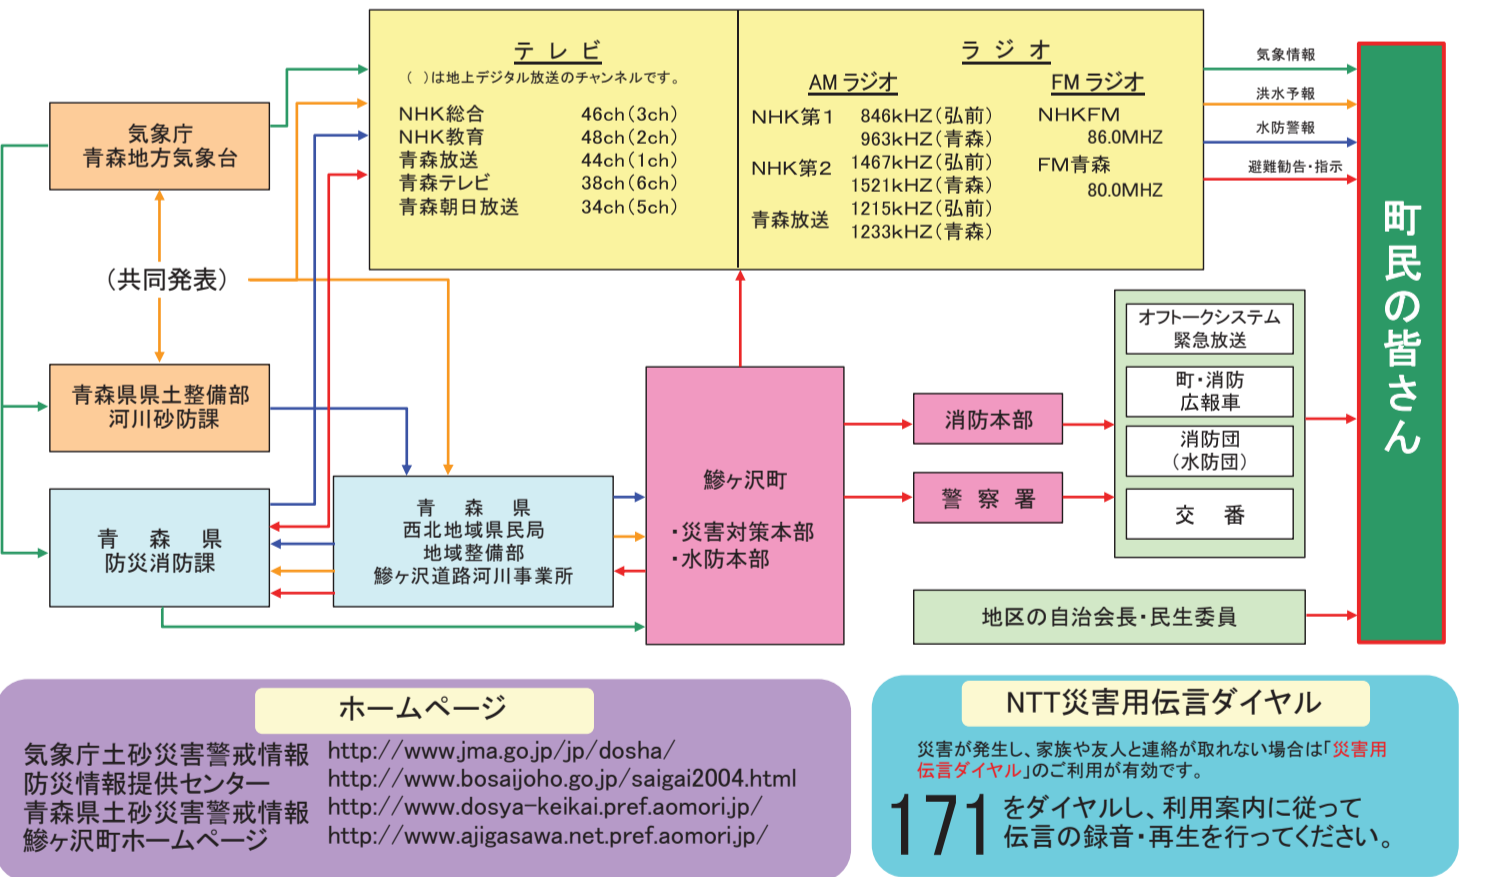 テレビ
（　）は地上デジタル放送のチャンネルです。
NHK総合　46ch（3ch）
NHK教育　48ch（2ch）
青森放送　44ch（1ch）
青森テレビ　38ch（6ch）
青森朝日放送　34ch（5ch）
ラジオ
AM ラジオ
NHK第1　846kHZ（弘前）
963kHZ（青森）
NHK第2　1467kHZ（弘前）
1521kHZ（青森）
青森放送　1215kHZ（弘前）
1233kHZ（青森）
FM ラジオ
NHKFM
86.0MHZ
FM青森
80.0MHZ
気象情報
洪水予報
水防警報
避難勧告・指示
町民の皆さん
気象庁
青森地方気象台
（共同発表）
青森県県土整備部
河川砂防課
青森県
防災消防課
青森県
西北地域県民局
地域整備部
鰺ヶ沢道路河川事業所
鰺ヶ沢町
・災害対策本部
・水防本部
消防本部
警察署
オフトークシステム
緊急放送
町・消防
広報車
消防団
（水防団）
交番
地区の自治会長・民生委員
ホームページ
気象庁土砂災害警戒情報　http://www.jma.go.jp/jp/dosha/
防災情報提供センター　http://www.bosaijoho.go.jp/saigai2004.html
青森県土砂災害警戒情報　http://www.dosya-keikai.pref.aomori.jp/
鰺ヶ沢町ホームページ　http://www.ajigasawa.net.pref.aomori.jp/
NTT災害用伝言ダイヤル
災害が発生し、家族や友人と連絡が取れない場合は「災害用
伝言ダイヤル」のご利用が有効です。
171をダイヤルし、利用案内に従って
伝言の録音・再生を行ってください。